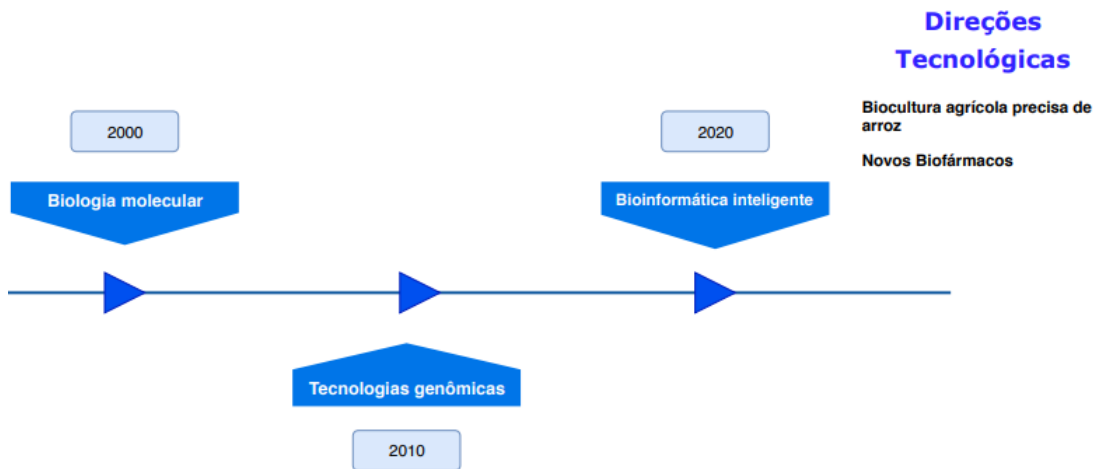 Direções
Tecnológicas
Biocultura agrícola precisa de
arroz
Novos Biofármacos
2000
2020
Biologia molecular
Bioinformática inteligente
Tecnologias genômicas
2010